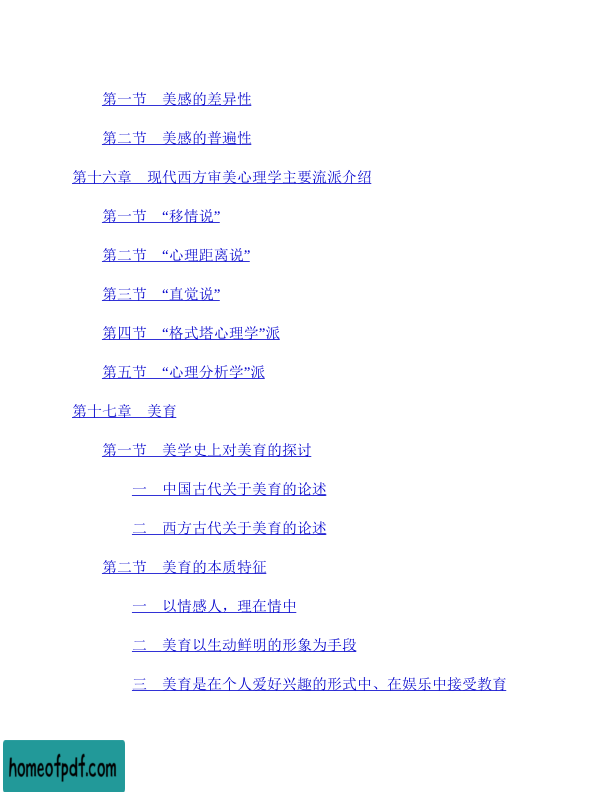 第一节　美感的差异性
第二节　美感的普遍性
第十六章　现代西方审美心理学主要流派介绍
第一节　“移情说”
第二节　“心理距离说”
第三节　“直觉说”
第四节　“格式塔心理学”派
第五节　“心理分析学”派
第十七章　美育
第一节　美学史上对美育的探讨
一　中国古代关于美育的论述
二　西方古代关于美育的论述
第二节　美育的本质特征
一　以情感人，理在情中
二　美育以生动鲜明的形象为手段
三　美育是在个人爱好兴趣的形式中、在娱乐中接受教育
homeofpdf.com